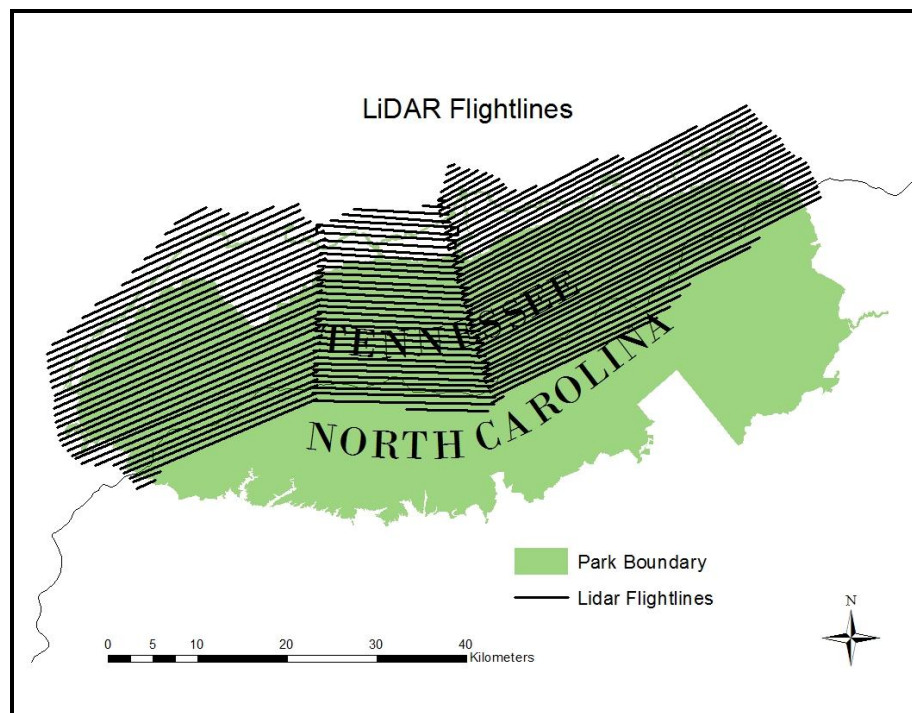 LiDAR Flightlines
TENNESSEE
NORTH CAROLINA
Park Boundary
Lidar Flightlines
N
0 5 10 20 30 40
Kilometers